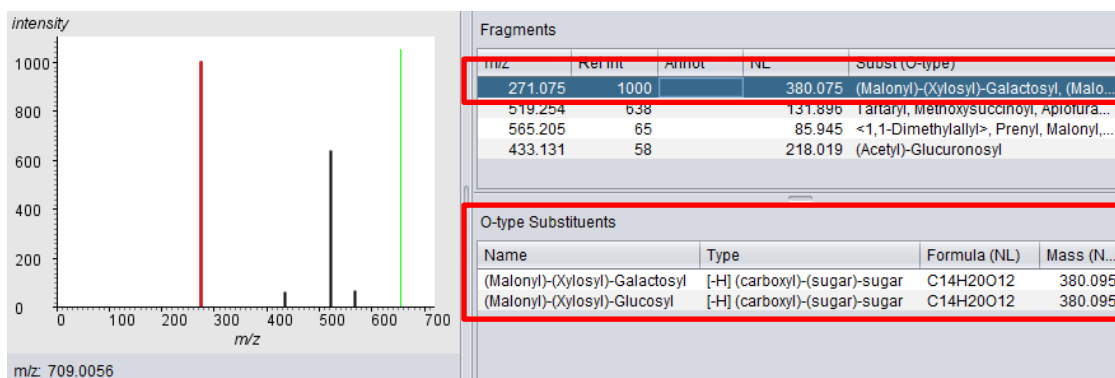 intensity
1000
800
600
400
200
0
0 100 200 300 400 500 600 700
m/z
m/z: 709.0056
Fragments
m/z Rel Int Annot NL Subst (O-type)
271.075 1000 380.075 (Malonyl)-(Xylosyl)-Galactosyl, (Malo...
519.254 638 131.896 Tartaryl, Methoxysuccinoyl, Apiofura...
565.205 65 85.945 <1,1-Dimethylallyl>, Prenyl, Malonyl,...
433.131 58 218.019 (Acetyl)-Glucuronosyl
O-type Substituents
Name Type Formula (NL) Mass (N...
(Malonyl)-(Xylosyl)-Galactosyl [-H] (carboxyl)-(sugar)-sugar C14H20O12 380.095
(Malonyl)-(Xylosyl)-Glucosyl [-H] (carboxyl)-(sugar)-sugar C14H20O12 380.095